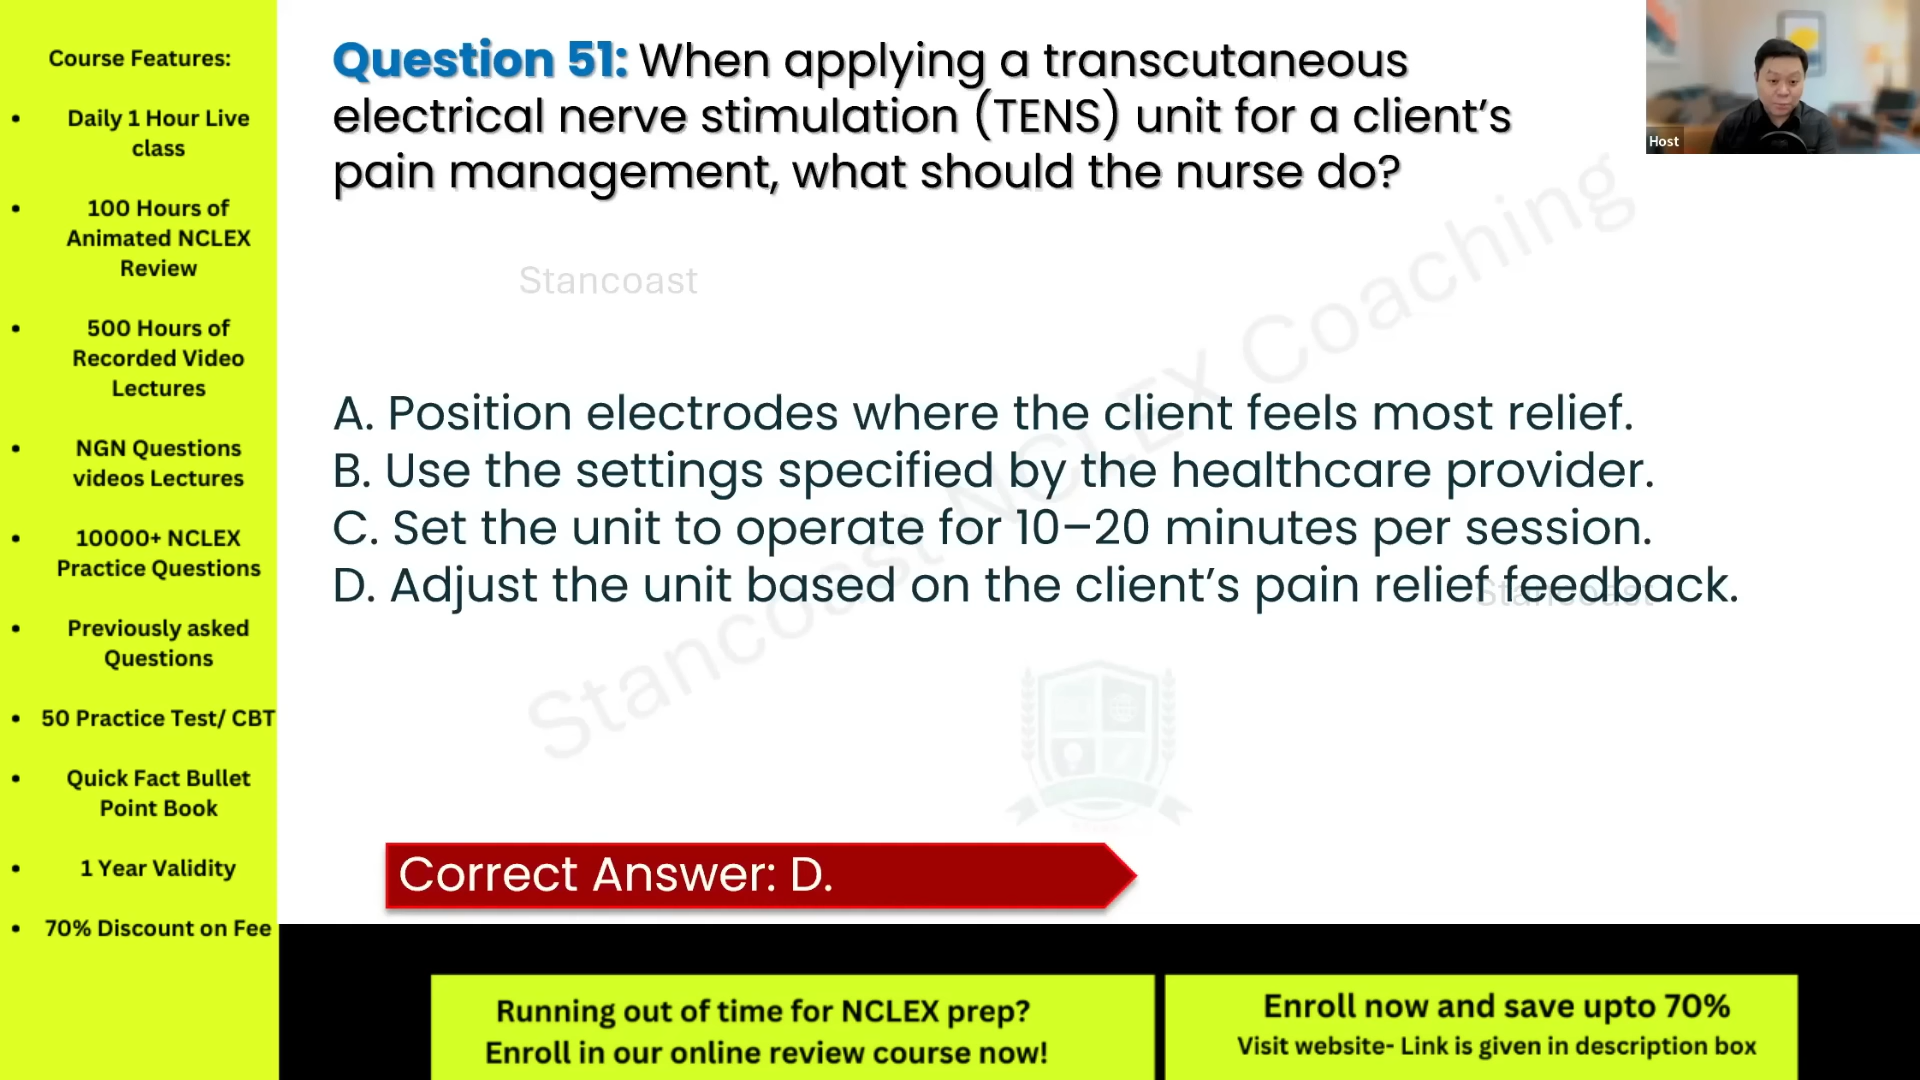 Course Features:
• Daily 1 Hour Live
class
• 100 Hours of
Animated NCLEX
Review
• 500 Hours of
Recorded Video
Lectures
• NGN Questions
videos Lectures
• 10000+ NCLEX
Practice Questions
• Previously asked
Questions
• 50 Practice Test/ CBT
• Quick Fact Bullet
Point Book
• 1 Year Validity
• 70% Discount on Fee
Question 51: When applying a transcutaneous
electrical nerve stimulation (TENS) unit for a client’s
pain management, what should the nurse do?
Host
Stancoast
Stancoast NCLEX Coaching
A. Position electrodes where the client feels most relief.
B. Use the settings specified by the healthcare provider.
C. Set the unit to operate for 10–20 minutes per session.
D. Adjust the unit based on the client’s pain relief feedback.
Stancoast
Correct Answer: D.
Running out of time for NCLEX prep?
Enroll in our online review course now!
Enroll now and save upto 70%
Visit website- Link is given in description box